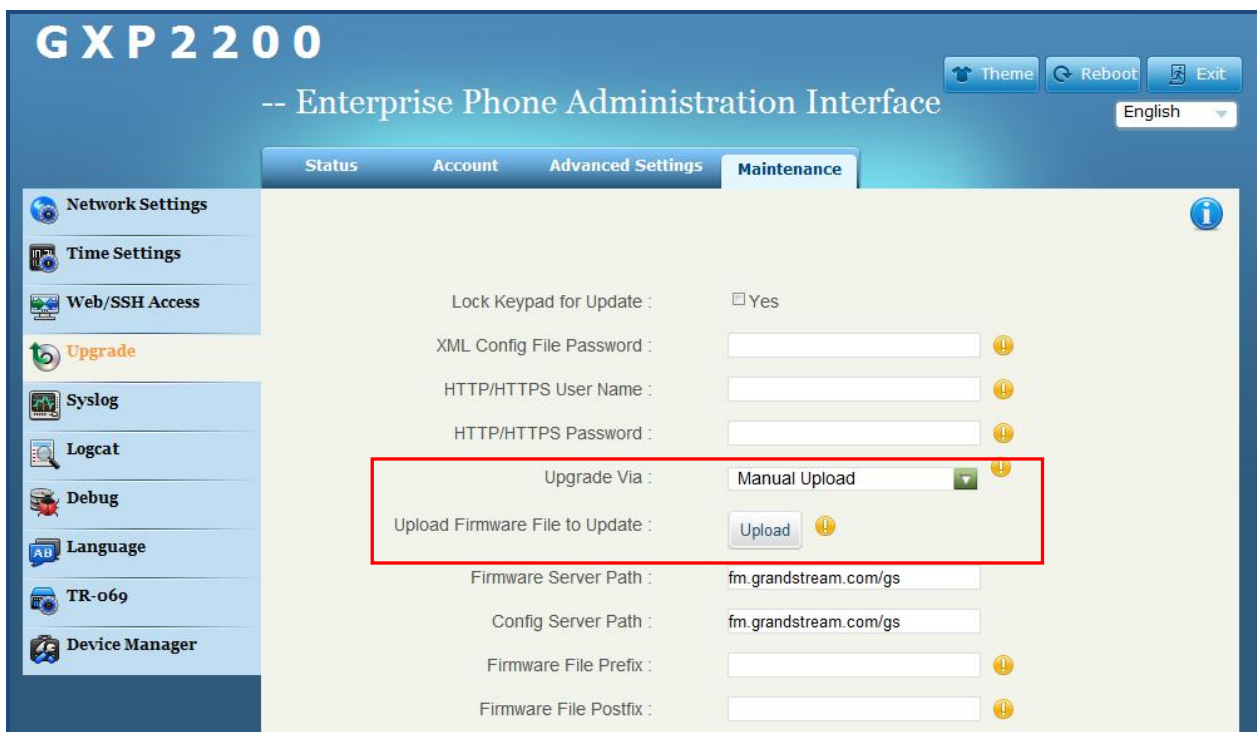 GXP2200
-- Enterprise Phone Administration Interface
Theme
Reboot
Exit
English
Status
Account
Advanced Settings
Maintenance
Network Settings
Time Settings
Web/SSH Access
Upgrade
Syslog
Logcat
Debug
Language
TR-069
Device Manager
Lock Keypad for Update : Yes
XML Config File Password :
HTTP/HTTPS User Name :
HTTP/HTTPS Password :
Upgrade Via : Manual Upload
Upload Firmware File to Update : Upload
Firmware Server Path : fm.grandstream.com/gs
Config Server Path : fm.grandstream.com/gs
Firmware File Prefix :
Firmware File Postfix :